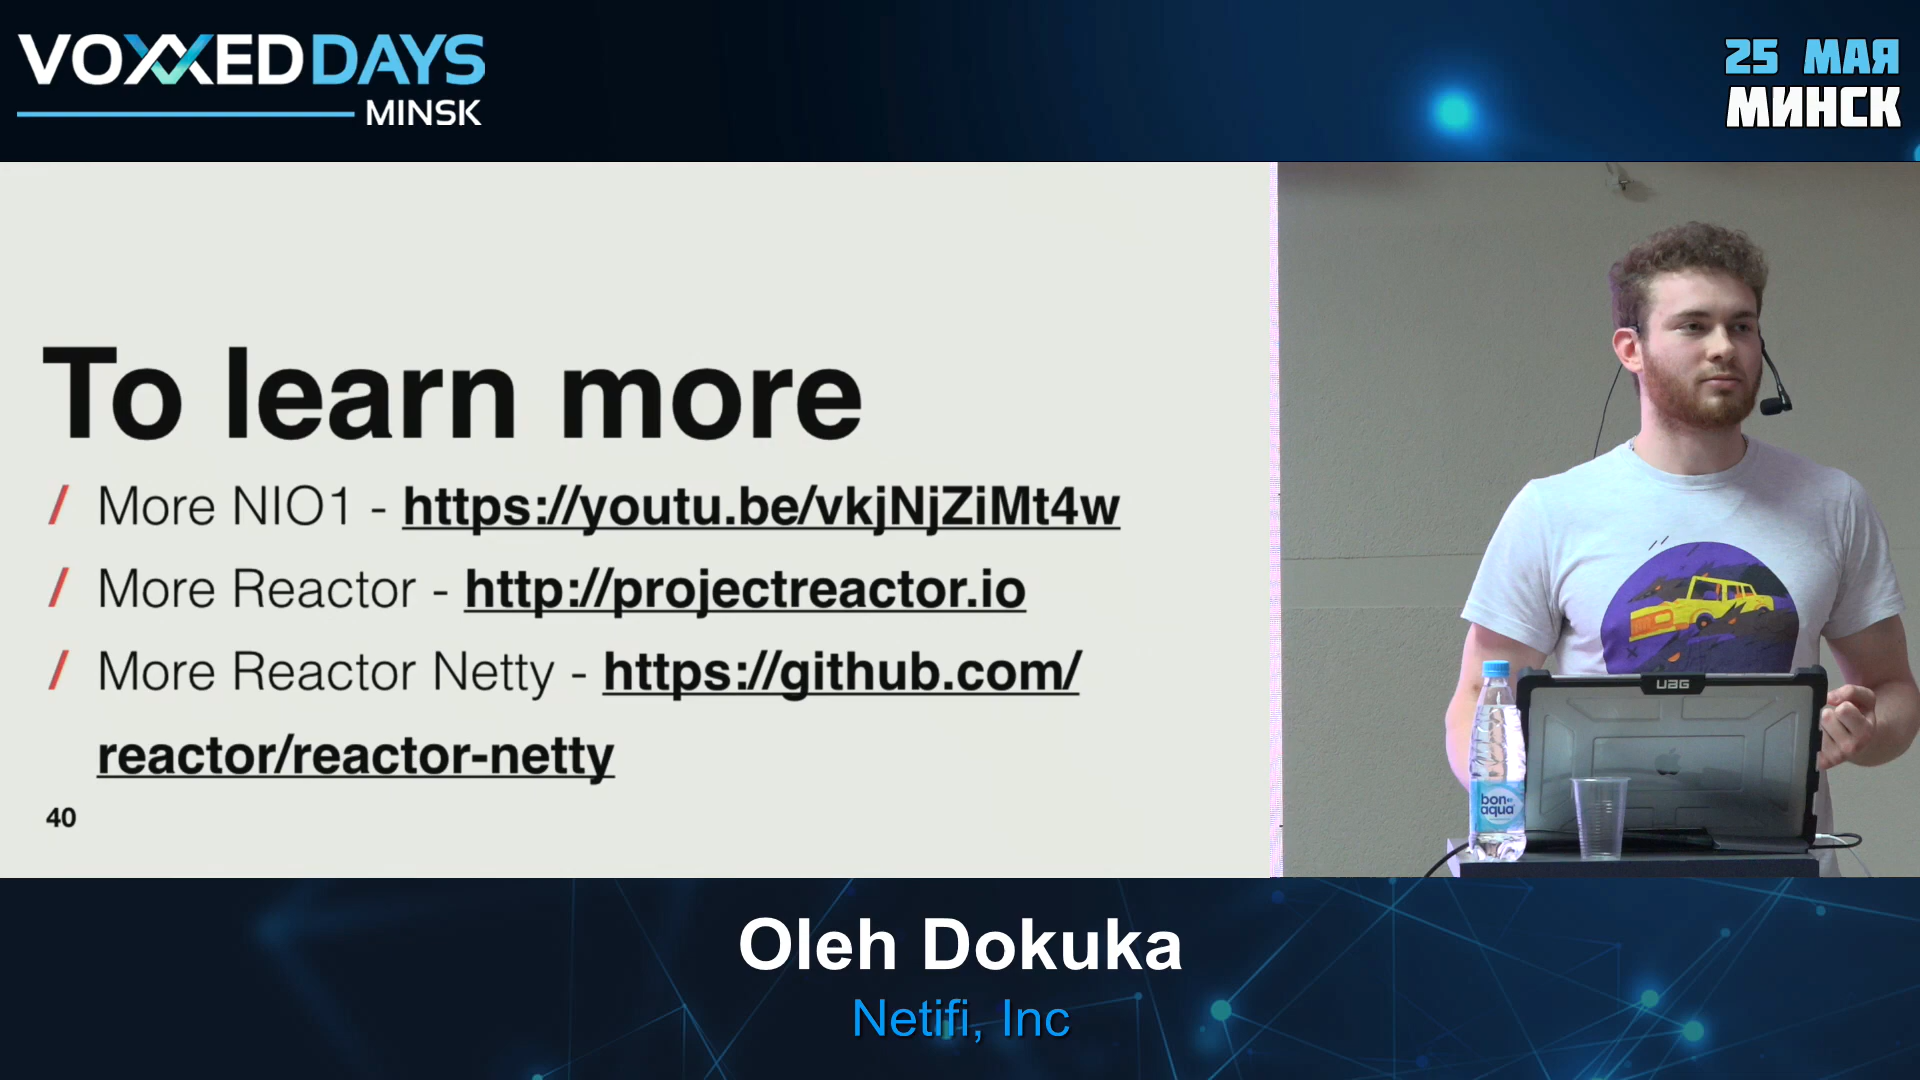 VOXXEDDAYS
MINSK
25 МАЯ
МИНСК
To learn more
/ More NIO1 - https://youtu.be/vkjNjZiMt4w
/ More Reactor - http://projectreactor.io
/ More Reactor Netty - https://github.com/
reactor/reactor-netty
40
UAG
bon
aqua
Oleh Dokuka
Netifi, Inc